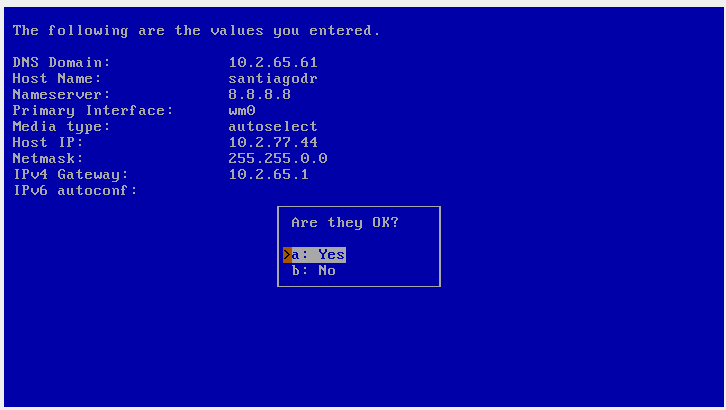 The following are the values you entered.
DNS Domain: 10.2.65.61
Host Name: santiagodr
Nameserver: 8.8.8.8
Primary Interface: wm0
Media type: autoselect
Host IP: 10.2.77.44
Netmask: 255.255.0.0
IPv4 Gateway: 10.2.65.1
IPv6 autoconf:
Are they OK?
>a: Yes
b: No